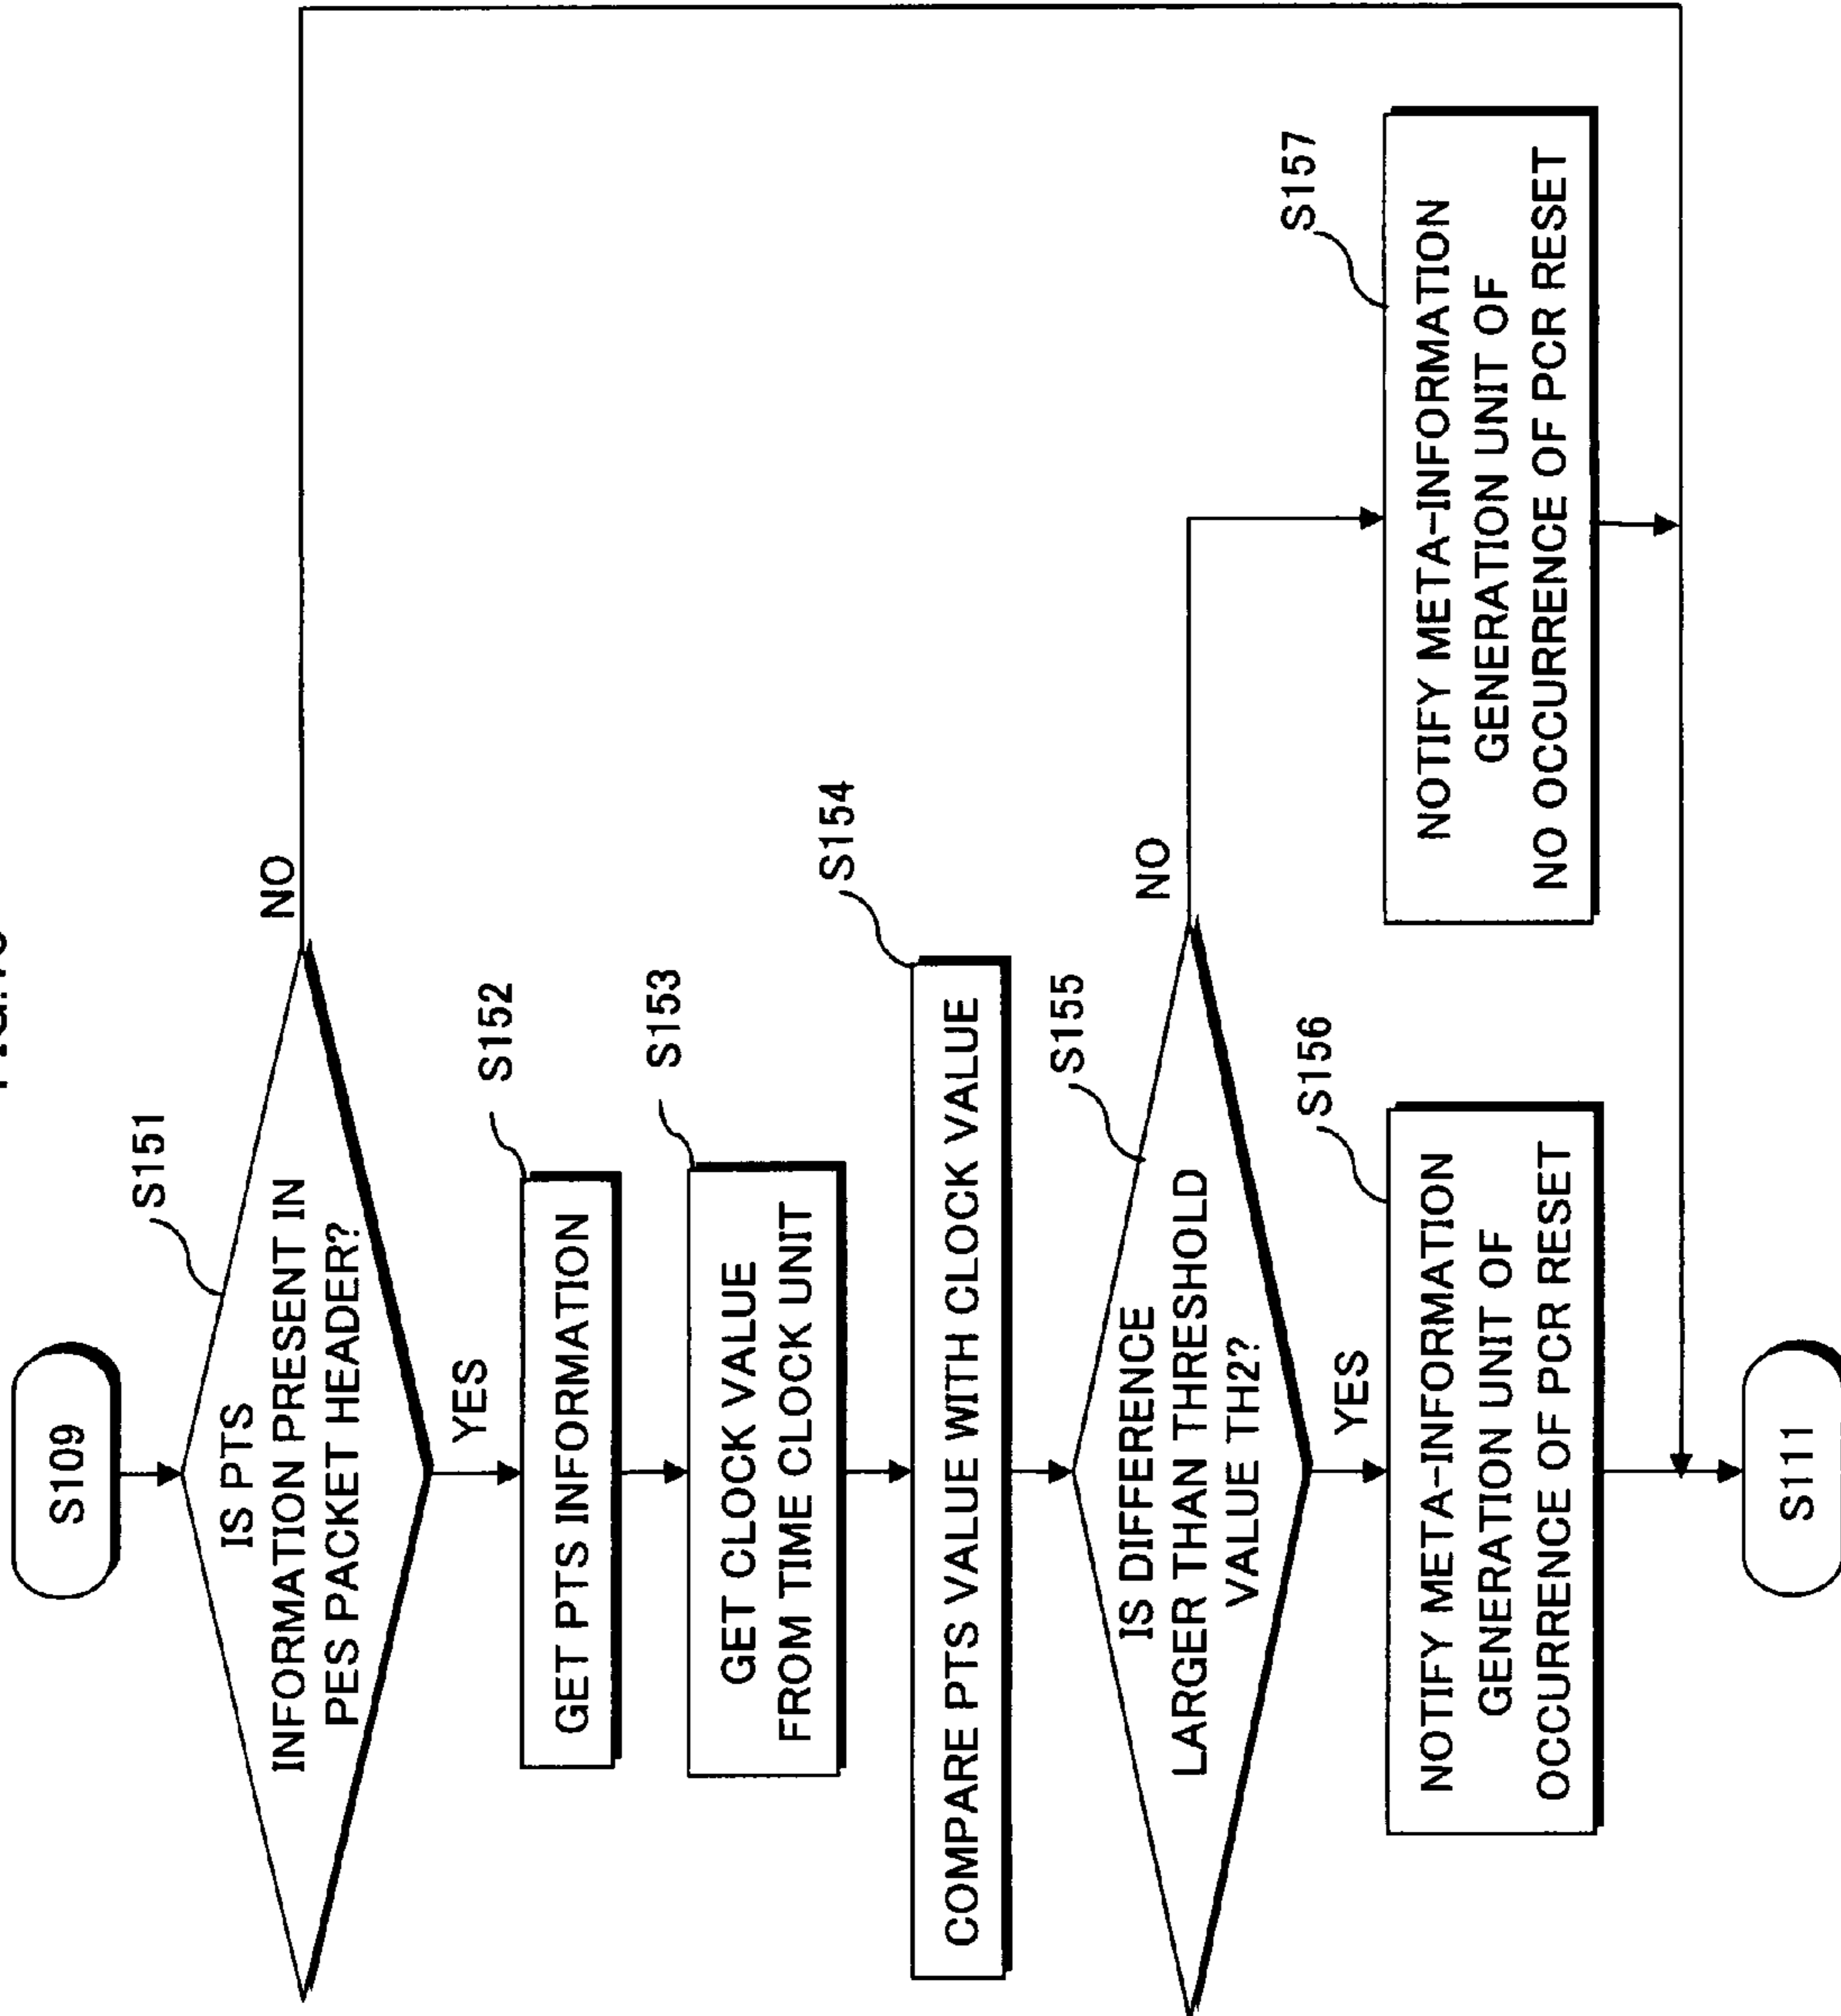 S109
S151
IS PTS
INFORMATION PRESENT IN
PES PACKET HEADER?
NO
YES
S152
GET PTS INFORMATION
S153
GET CLOCK VALUE
FROM TIME CLOCK UNIT
S154
COMPARE PTS VALUE WITH CLOCK VALUE
S155
IS DIFFERENCE
LARGER THAN THRESHOLD
VALUE TH2?
NO
YES
S156
NOTIFY META-INFORMATION
GENERATION UNIT OF
OCCURRENCE OF PCR RESET
S157
NOTIFY META-INFORMATION
GENERATION UNIT OF
NO OCCURRENCE OF PCR RESET
S111